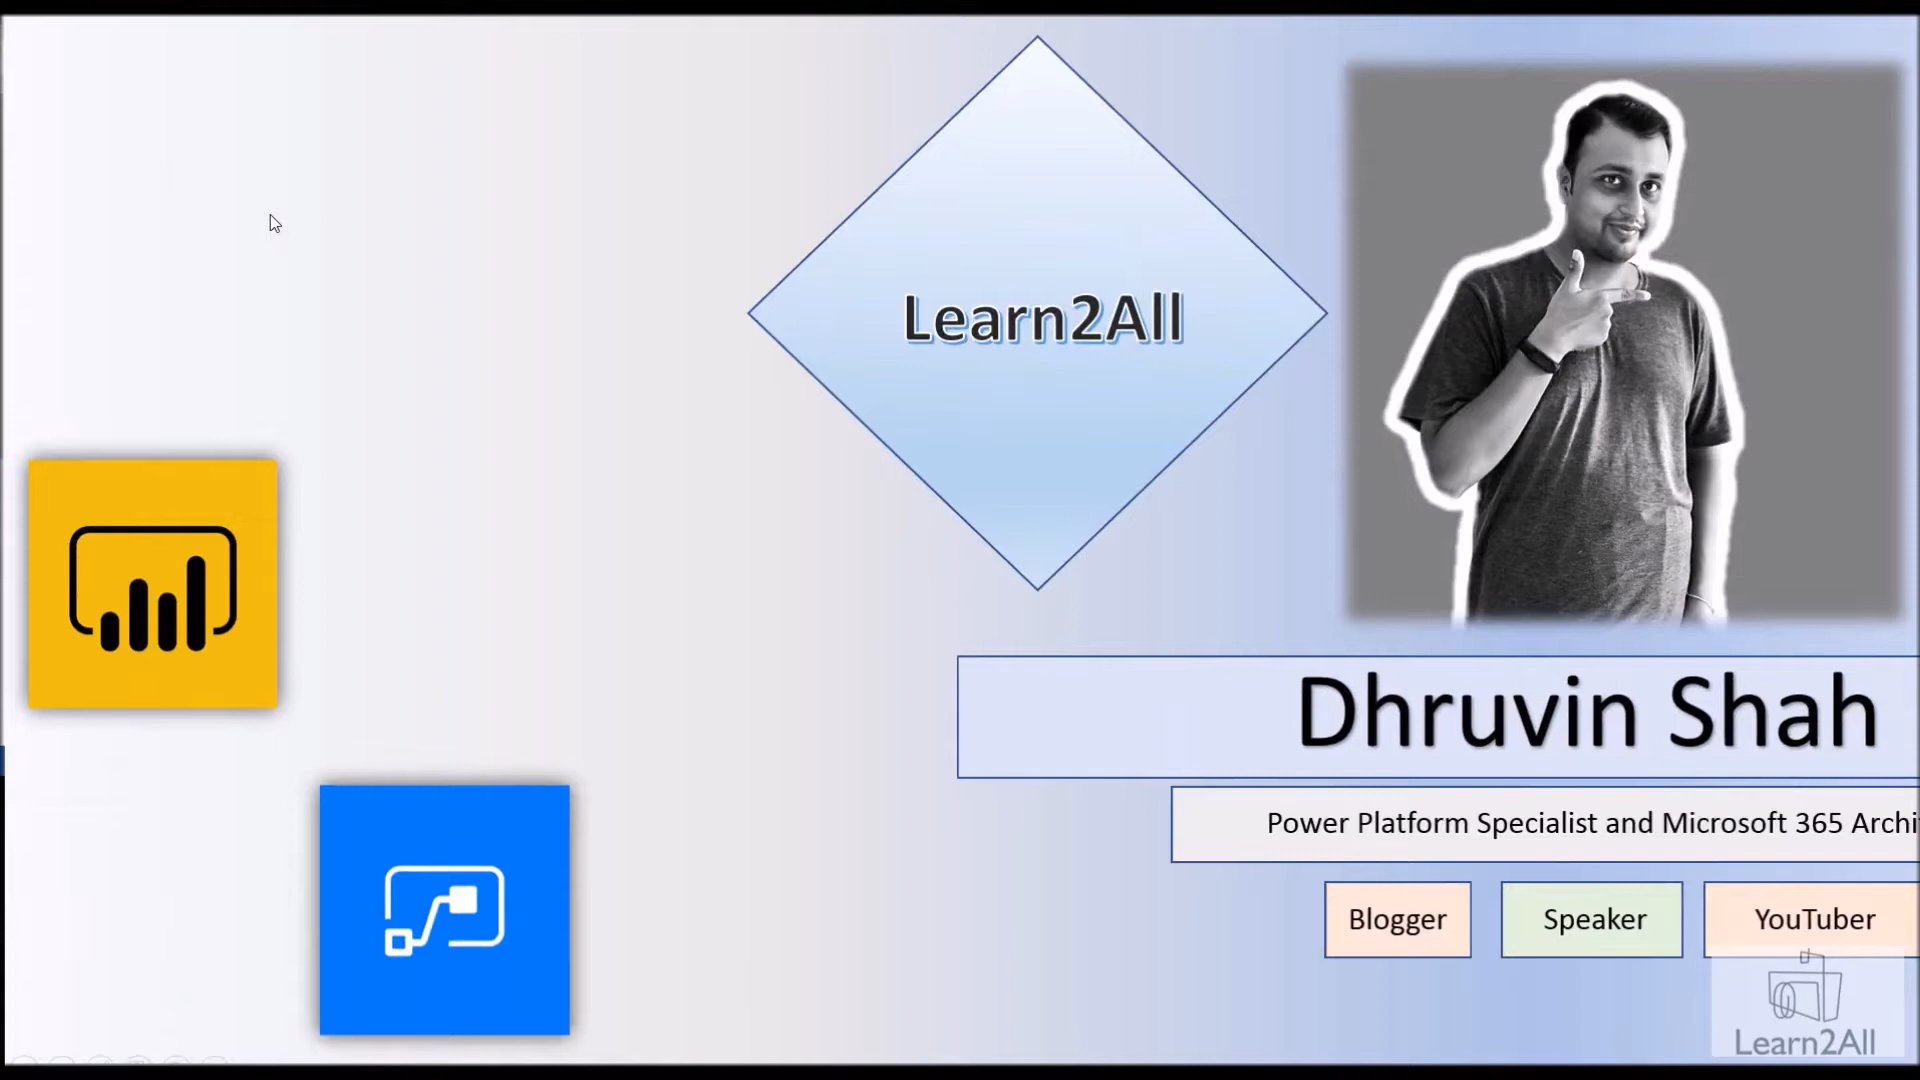 Learn2All
Dhruvin Shah
Power Platform Specialist and Microsoft 365 Archi
Blogger
Speaker
YouTuber
Learn2All